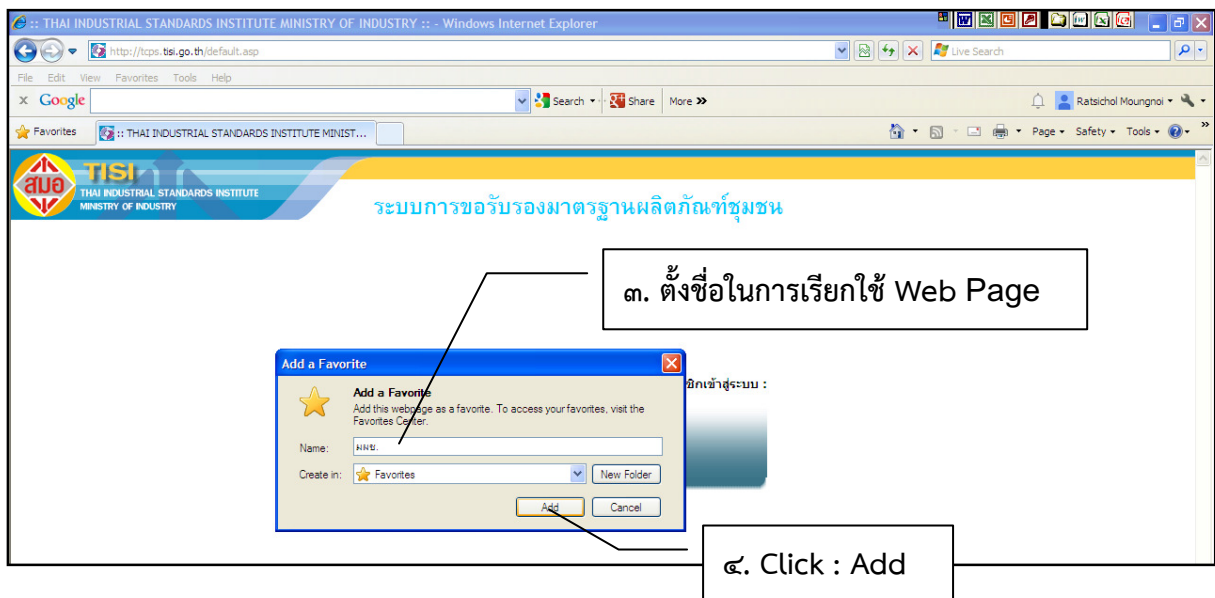 :: THAI INDUSTRIAL STANDARDS INSTITUTE MINISTRY OF INDUSTRY :: - Windows Internet Explorer
http://tcps.tisi.go.th/default.asp
Live Search
File Edit View Favorites Tools Help
x Google
Search
Share
More »
Ratsichol Moungnoi
Favorites
:: THAI INDUSTRIAL STANDARDS INSTITUTE MINIST...
Page Safety Tools
สมอ
TISI
THAI INDUSTRIAL STANDARDS INSTITUTE
MINISTRY OF INDUSTRY
ระบบการขอรับรองมาตรฐานผลิตภัณฑ์ชุมชน
๓. ตั้งชื่อในการเรียกใช้ Web Page
Add a Favorite
ชิกเข้าสู่ระบบ :
Add a Favorite
Add this webpage as a favorite. To access your favorites, visit the
Favorites Center.
Name: มผช.
Create in: Favorites
New Folder
Add Cancel
๔. Click : Add